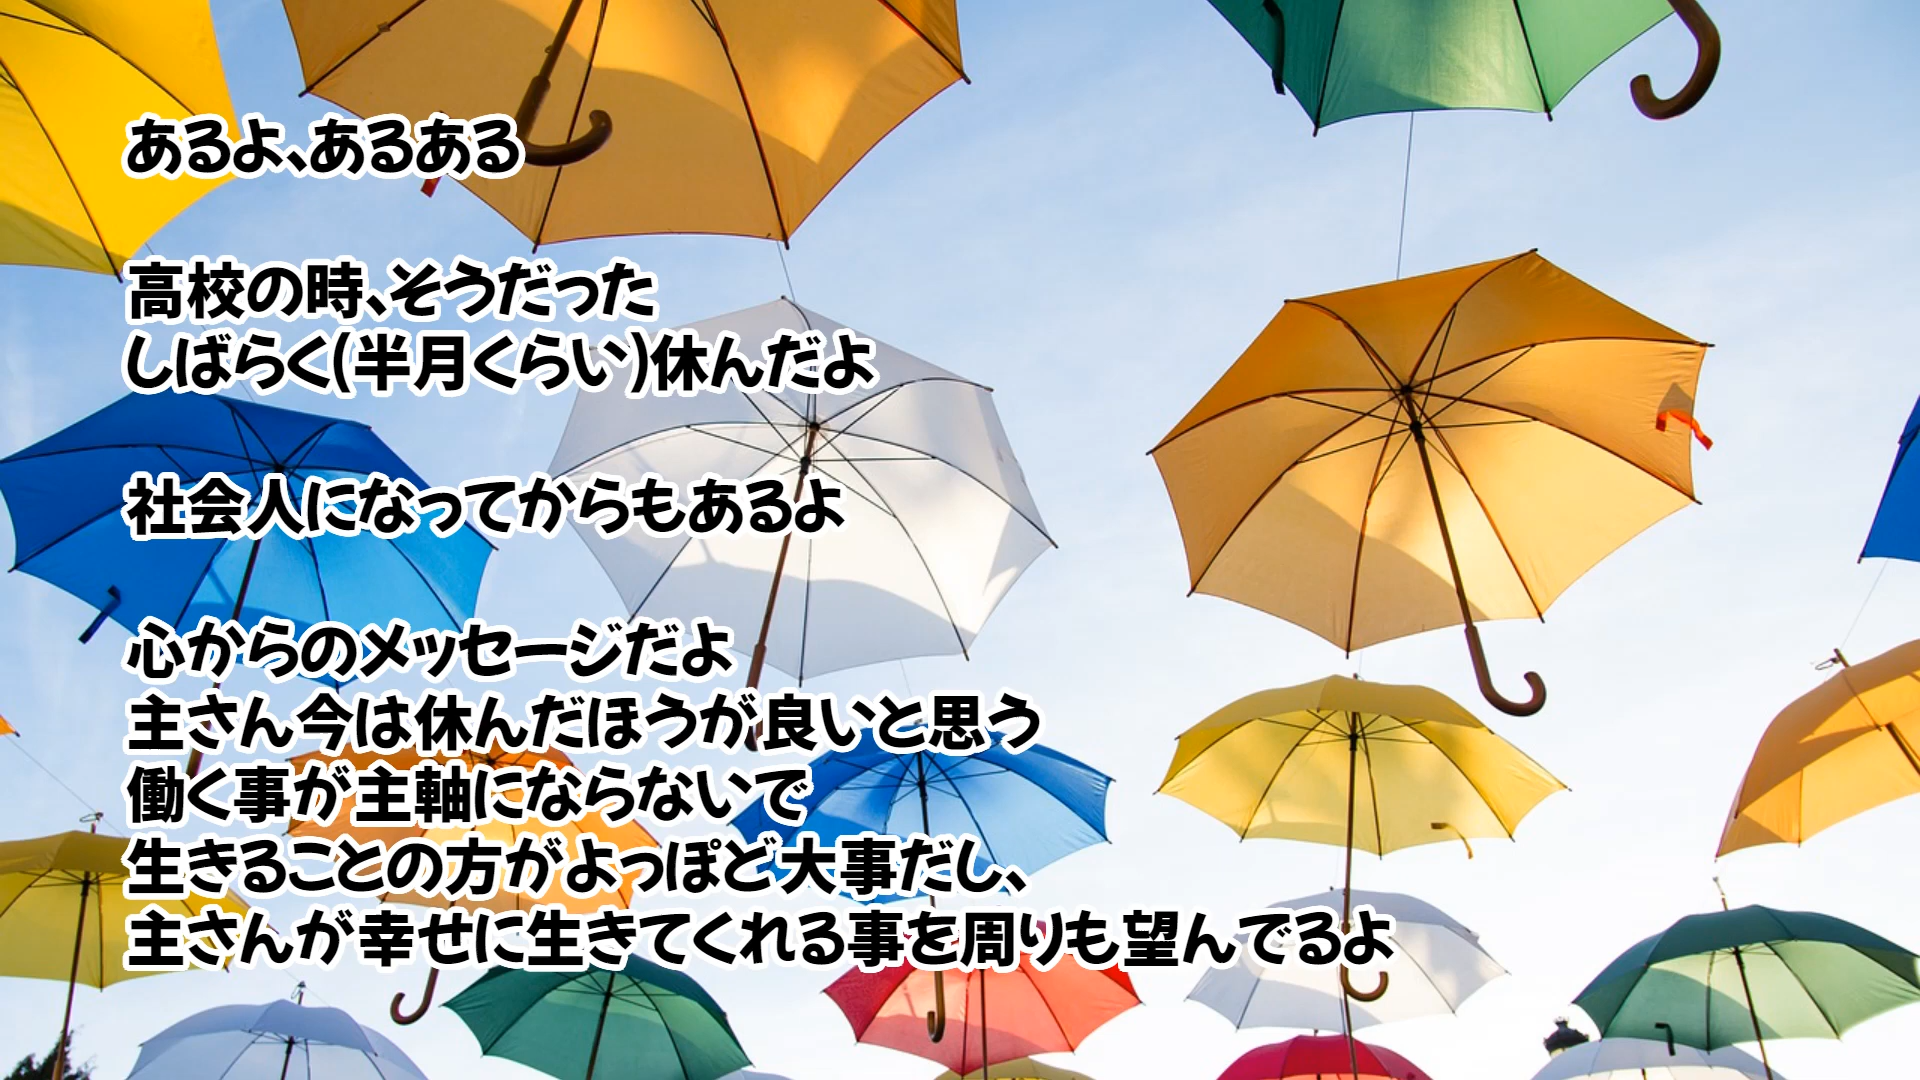 あるよ、あるある
高校の時、そうだった
しばらく(半月くらい)休んだよ
社会人になってからもあるよ
心からのメッセージだよ
主さん今は休んだほうが良いと思う
働く事が主軸にならないで
生きることの方がよっぽど大事だし、
主さんが幸せに生きてくれる事を周りも望んでるよ